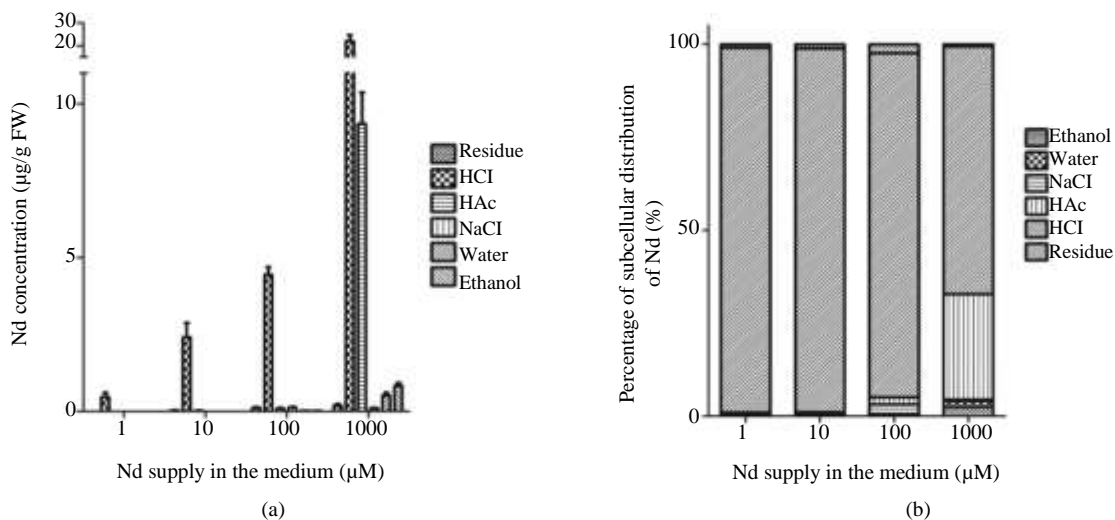 30
20
10
5
0
Nd concentration (µg/g FW)
1
10
100
1000
Nd supply in the medium (µM)
Residue
HCI
HAc
NaCI
Water
Ethanol
(a)
100
50
0
Percentage of subcellular distribution
of Nd (%)
1
10
100
1000
Nd supply in the medium (µM)
Ethanol
Water
NaCI
HAc
HCI
Residue
(b)